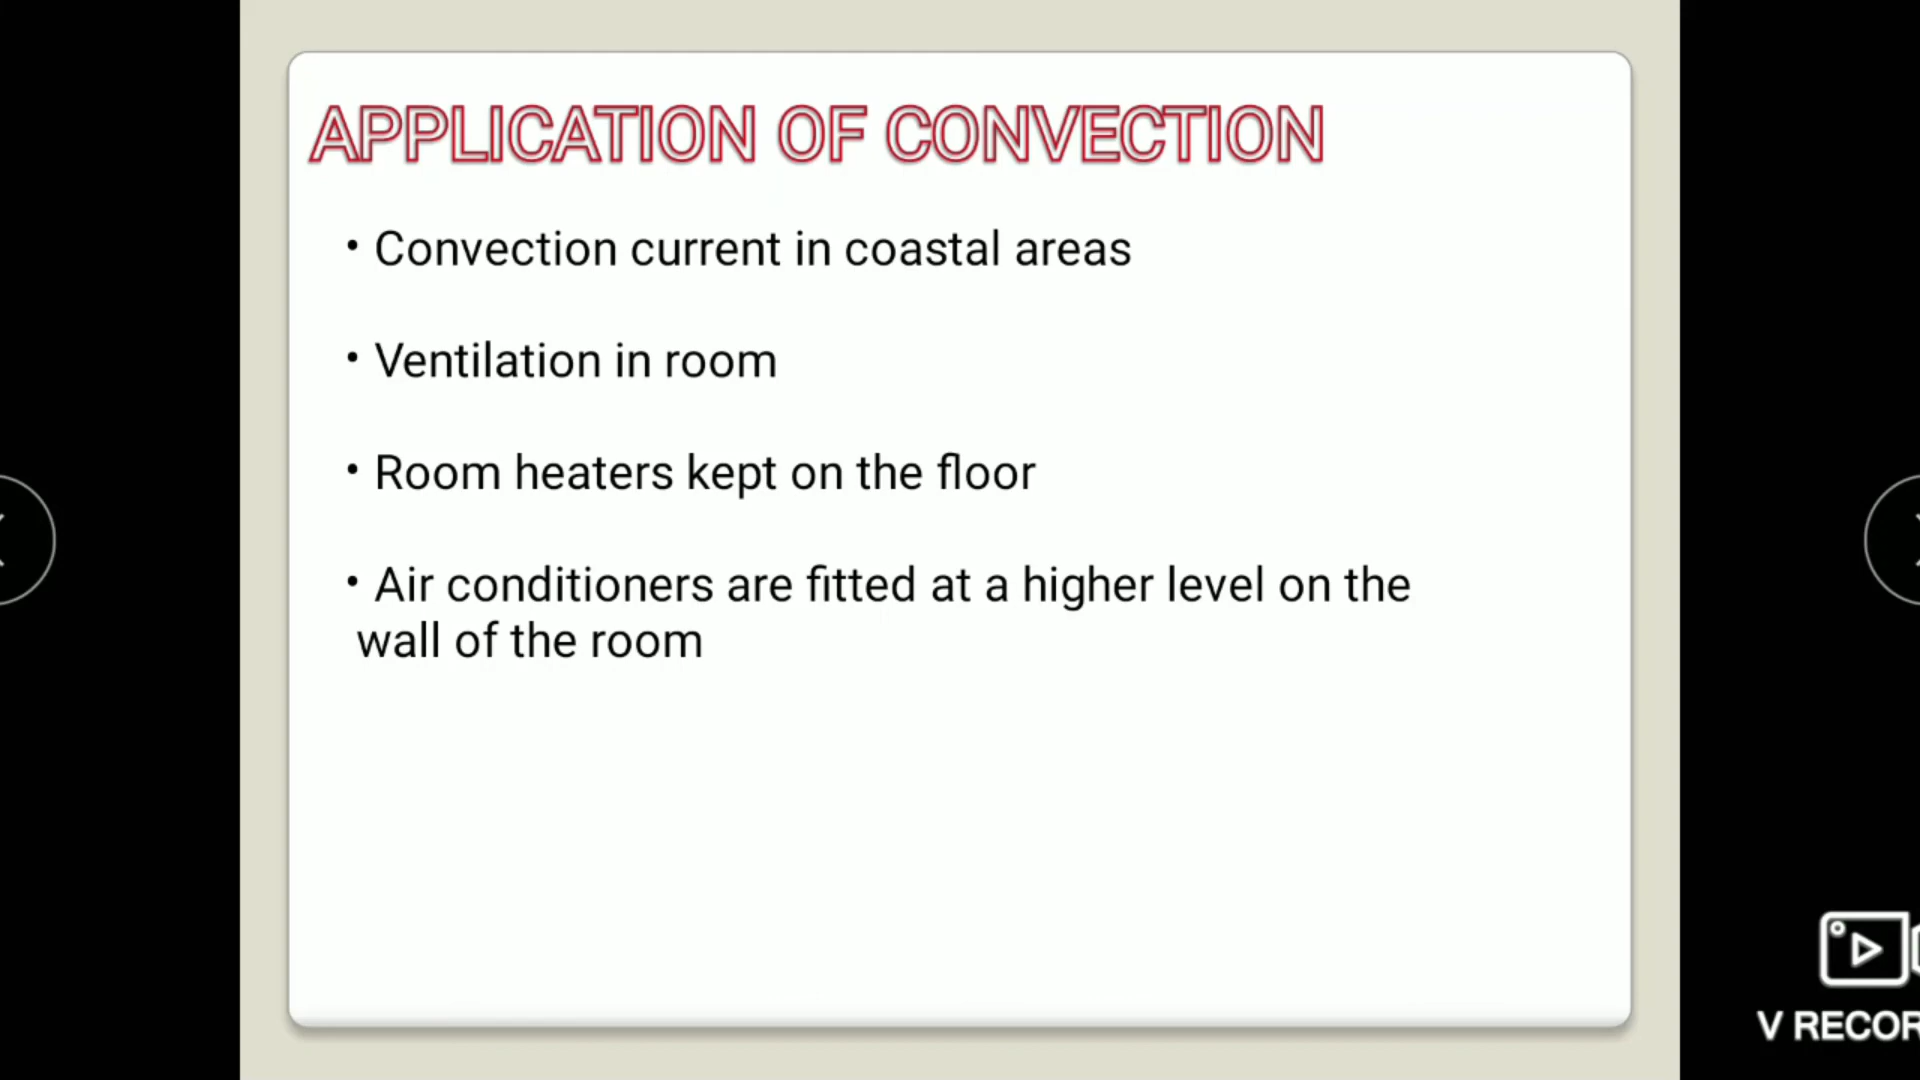 APPLICATION OF CONVECTION
• Convection current in coastal areas
• Ventilation in room
• Room heaters kept on the floor
• Air conditioners are fitted at a higher level on the
wall of the room
V RECOR